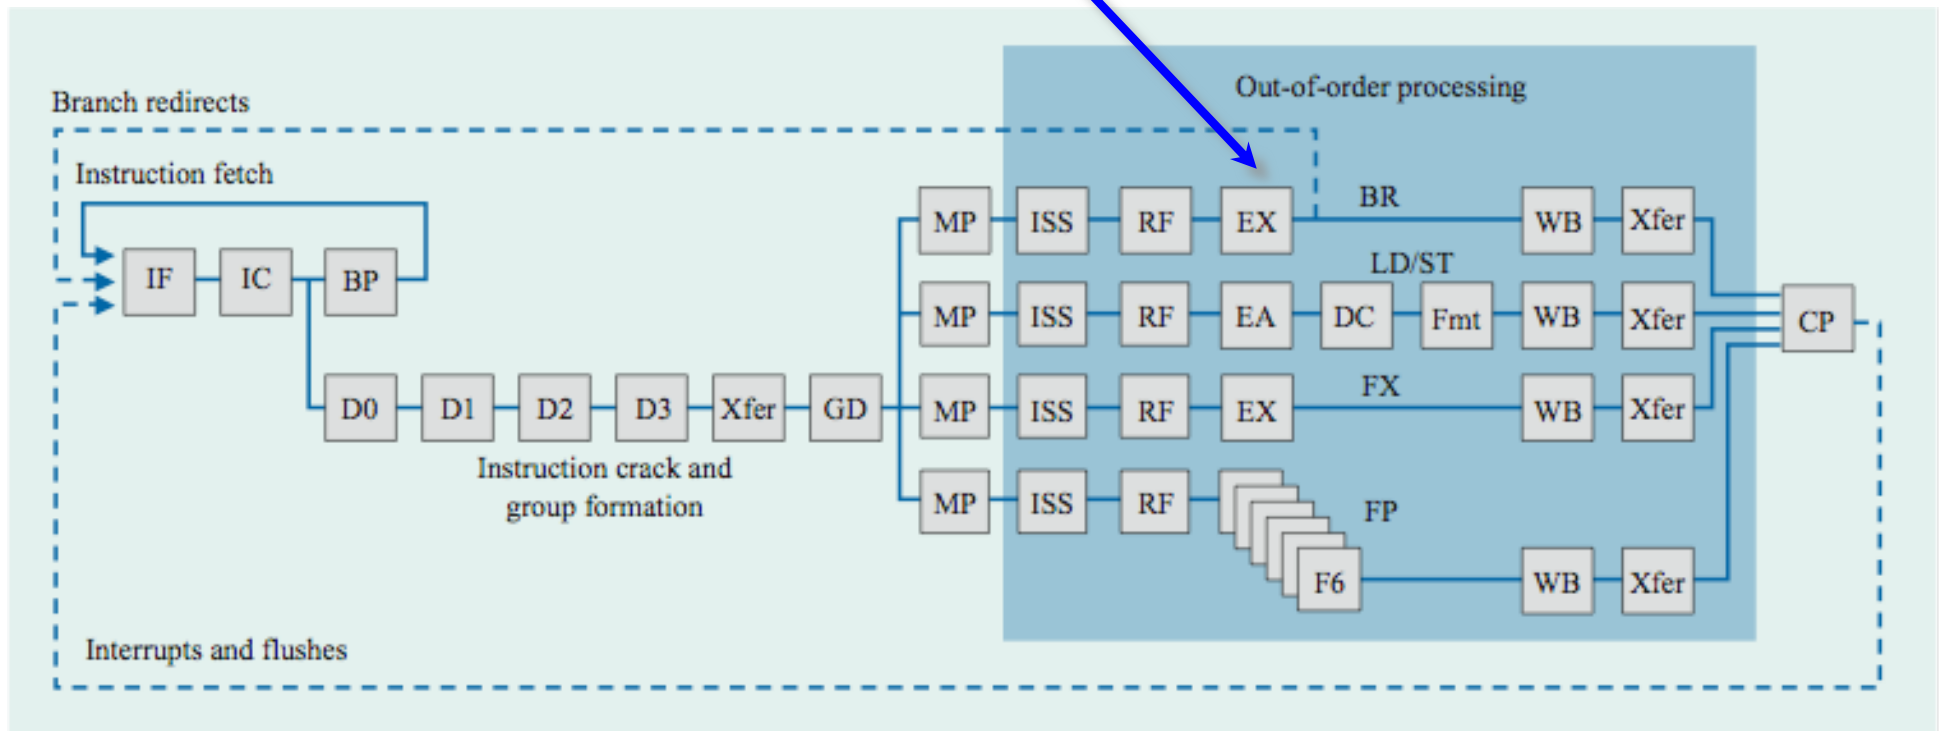 Out-of-order processing
Branch redirects
Instruction fetch
IF IC BP
MP ISS RF EX BR WB Xfer
LD/ST
MP ISS RF EA DC Fmt WB Xfer
CP
FX
D0 D1 D2 D3 Xfer GD MP ISS RF EX WB Xfer
Instruction crack and
group formation
MP ISS RF FP
F6 WB Xfer
Interrupts and flushes